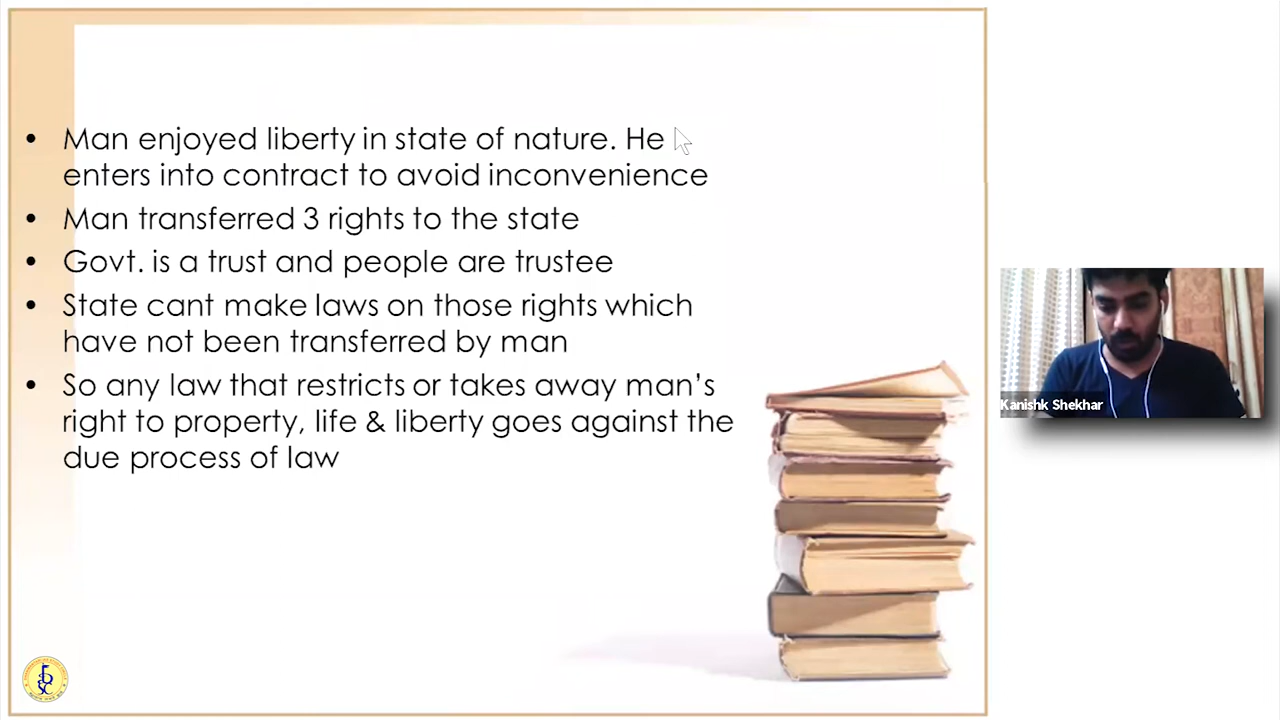 • Man enjoyed liberty in state of nature. He
enters into contract to avoid inconvenience
• Man transferred 3 rights to the state
• Govt. is a trust and people are trustee
• State cant make laws on those rights which
have not been transferred by man
• So any law that restricts or takes away man's
right to property, life & liberty goes against the
due process of law
Kanishk Shekhar